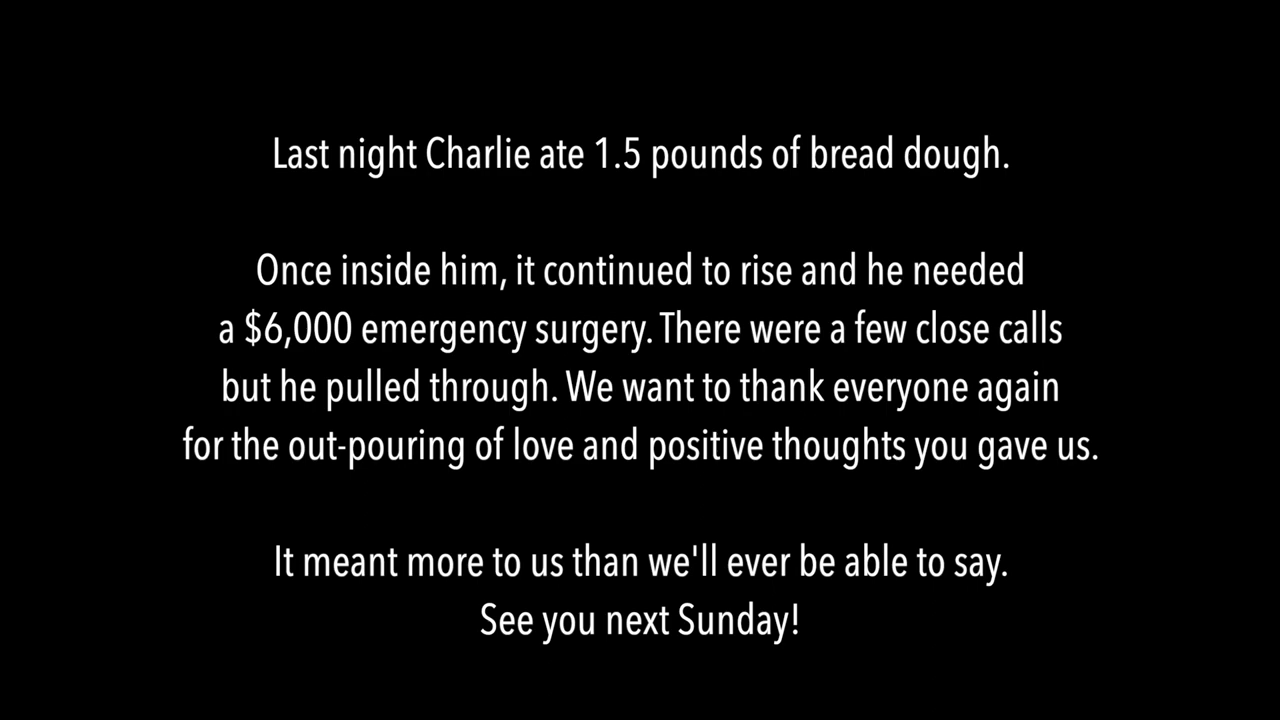 Last night Charlie ate 1.5 pounds of bread dough.
Once inside him, it continued to rise and he needed
a $6,000 emergency surgery. There were a few close calls
but he pulled through. We want to thank everyone again
for the out-pouring of love and positive thoughts you gave us.
It meant more to us than we'll ever be able to say.
See you next Sunday!